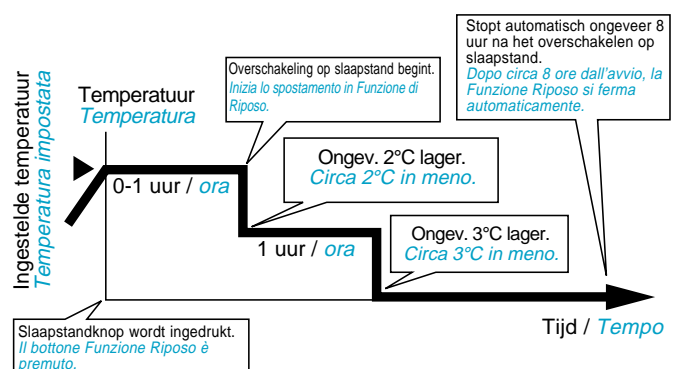 Stopt automatisch ongeveer 8
uur na het overschakelen op
slaapstand.
Dopo circa 8 ore dall'avvio, la
Funzione Riposo si ferma
automaticamente.
Overschakeling op slaapstand begint.
Inizia lo spostamento in Funzione di
Riposo.
Temperatuur
Temperatura
Ingestelde temperatuur
Temperatura impostata
0-1 uur / ora
Ongev. 2°C lager.
Circa 2°C in meno.
1 uur / ora
Ongev. 3°C lager.
Circa 3°C in meno.
Tijd / Tempo
Slaapstandknop wordt ingedrukt.
Il bottone Funzione Riposo è
premuto.